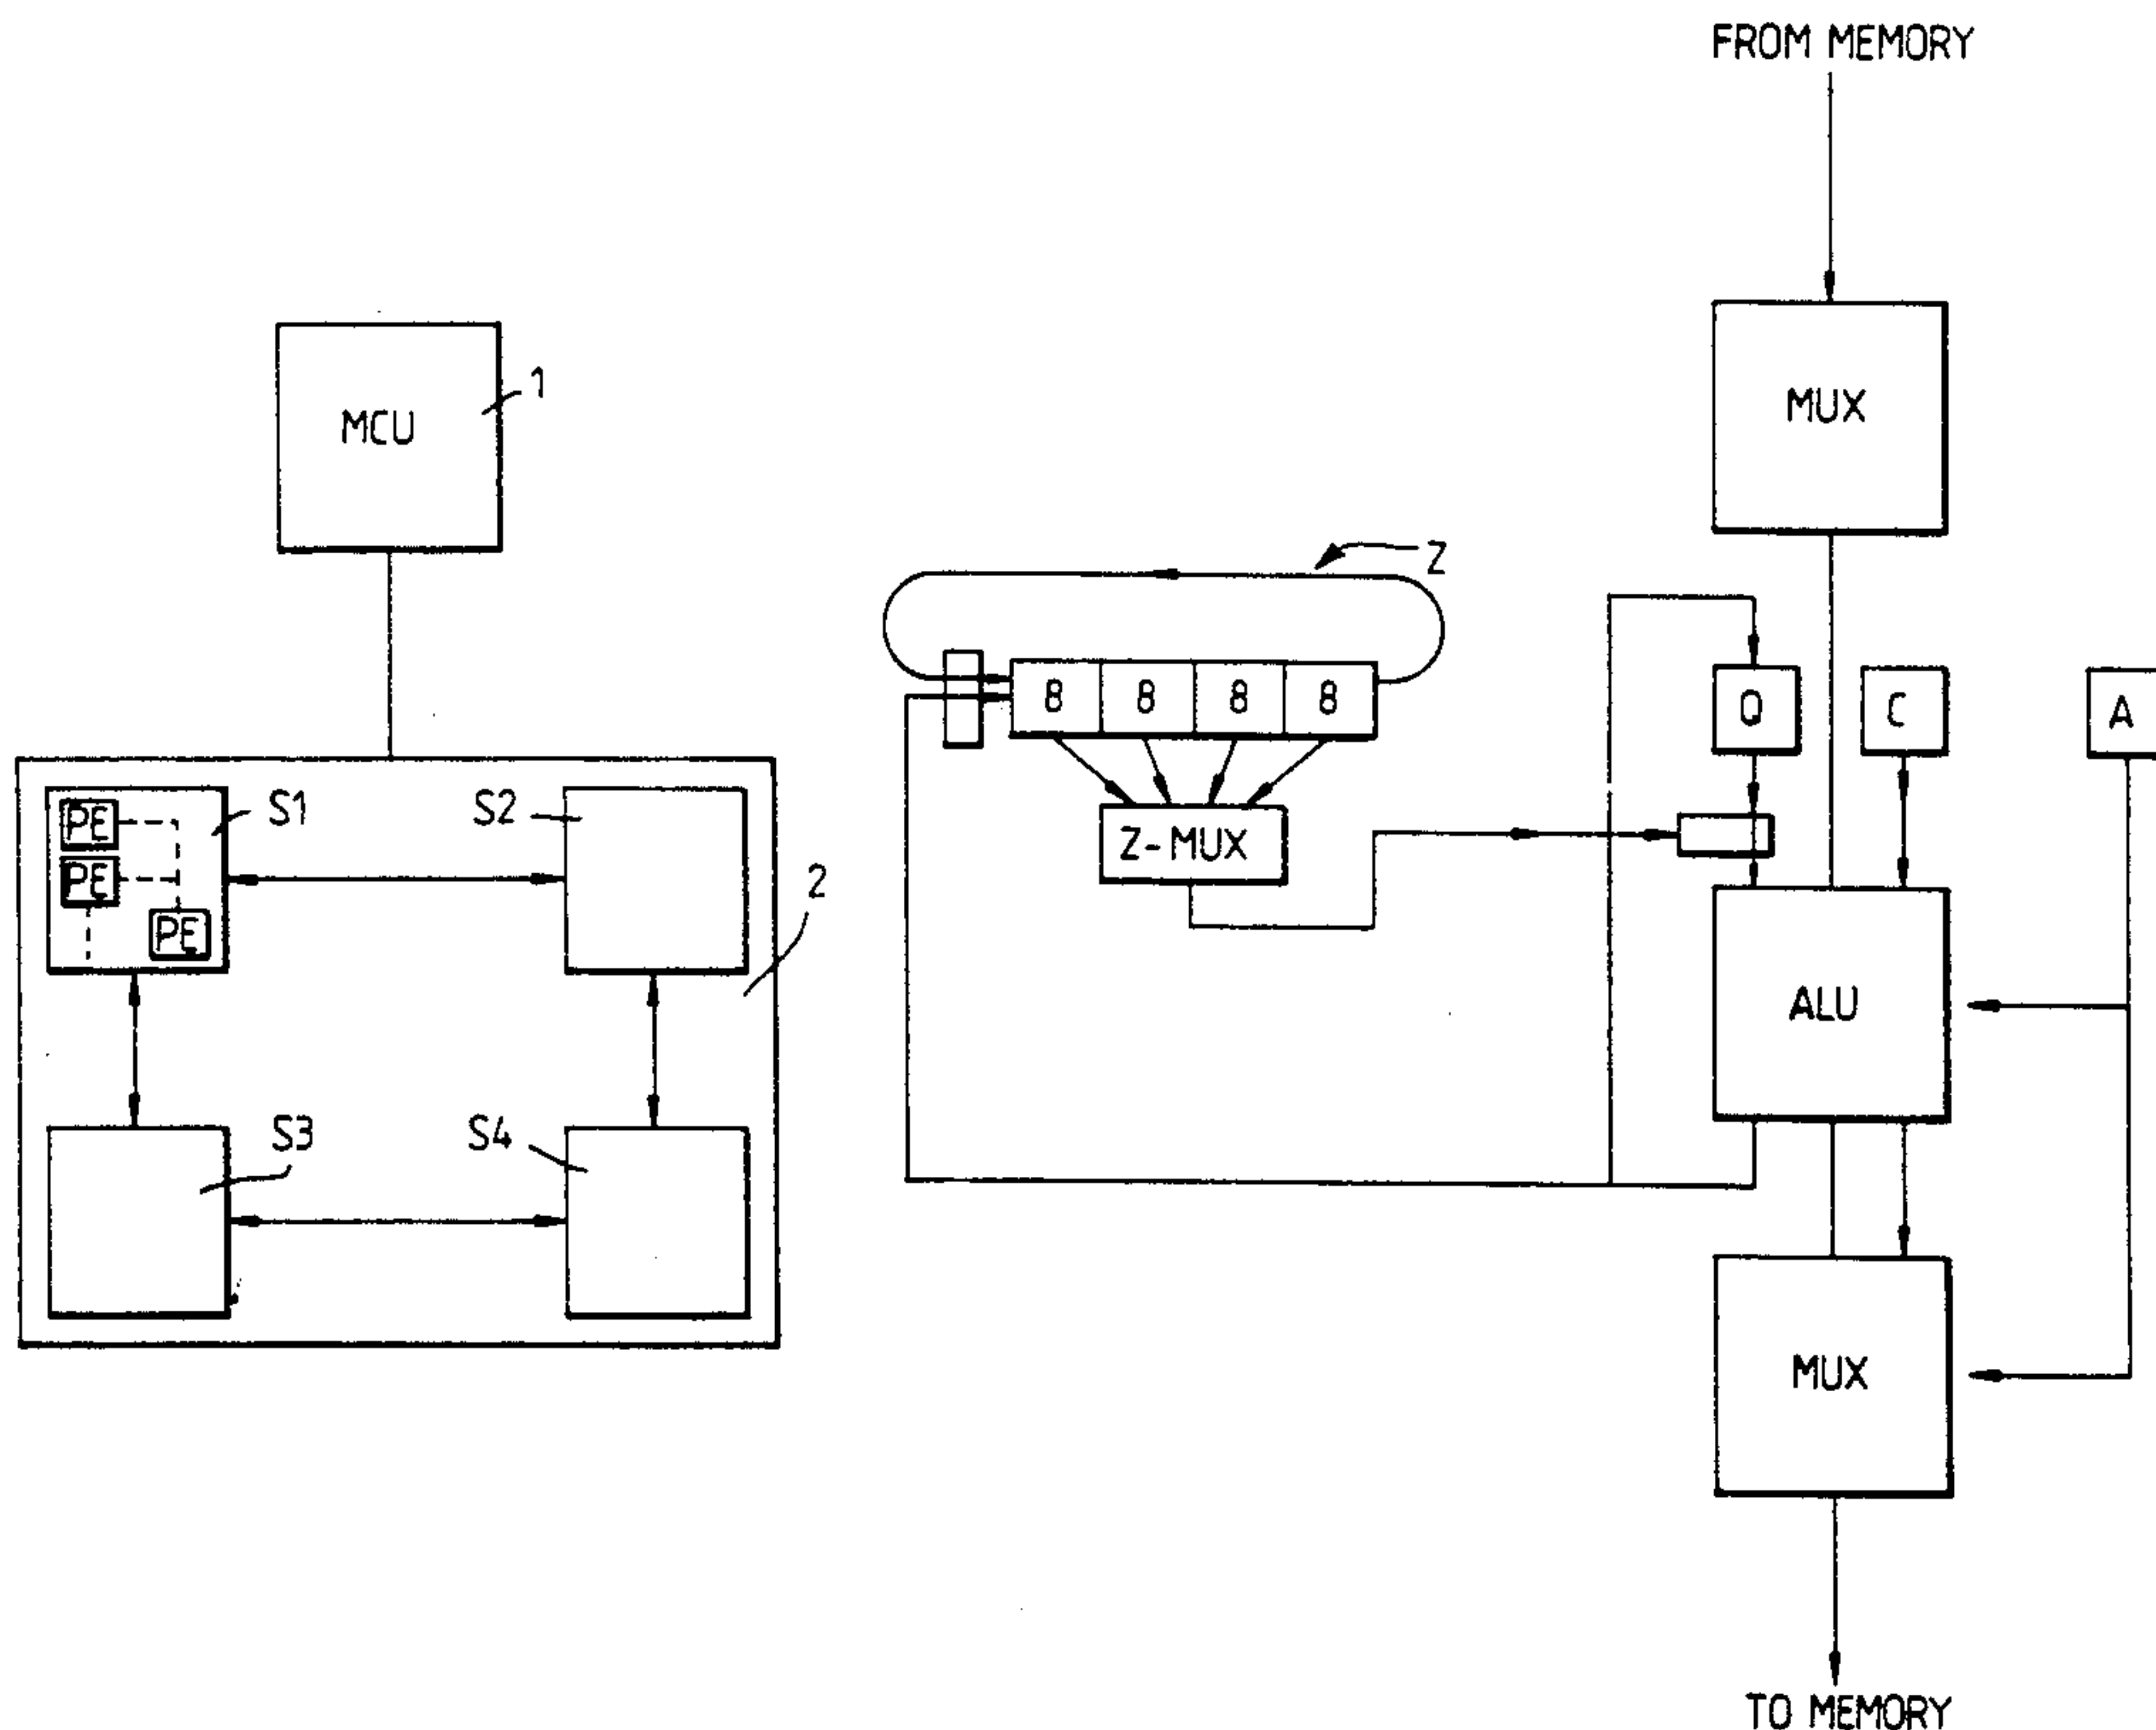 FROM MEMORY
MCU
1
MUX
Z
8 8 8 8
Q
C
A
Z-MUX
PE
PE
PE
S1
S2
2
ALU
S3
S4
MUX
TO MEMORY